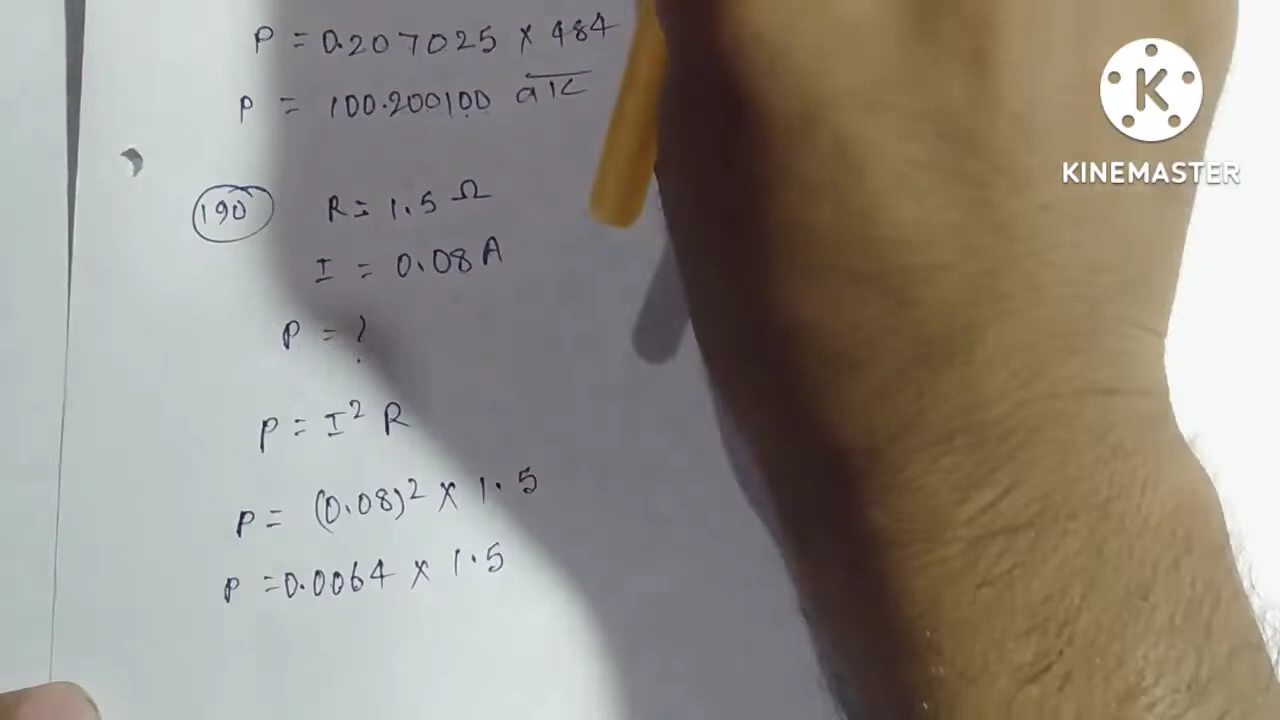 P = 0.207025 × 484
P = 100.200100
190 R = 1.5 Ω
I = 0.08 A
P = ?
P = I² R
P = (0.08)² × 1.5
P = 0.0064 × 1.5
K
KINEMASTER